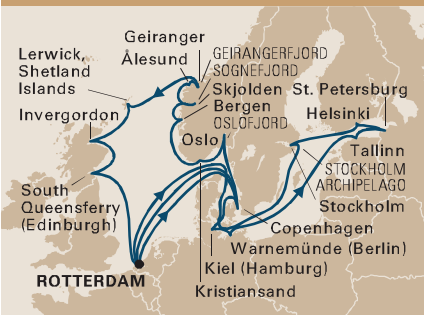 Geiranger
Ålesund
Lerwick,
Shetland
Islands
GEIRANGERFJORD
SOGNEFJORD
Skjolden
Bergen
OSLOFJORD
St. Petersburg
Helsinki
Invergordon
Oslo
Tallinn
STOCKHOLM
ARCHIPELAGO
Stockholm
South
Queensferry
(Edinburgh)
Copenhagen
Warnemünde (Berlin)
Kiel (Hamburg)
Kristiansand
ROTTERDAM